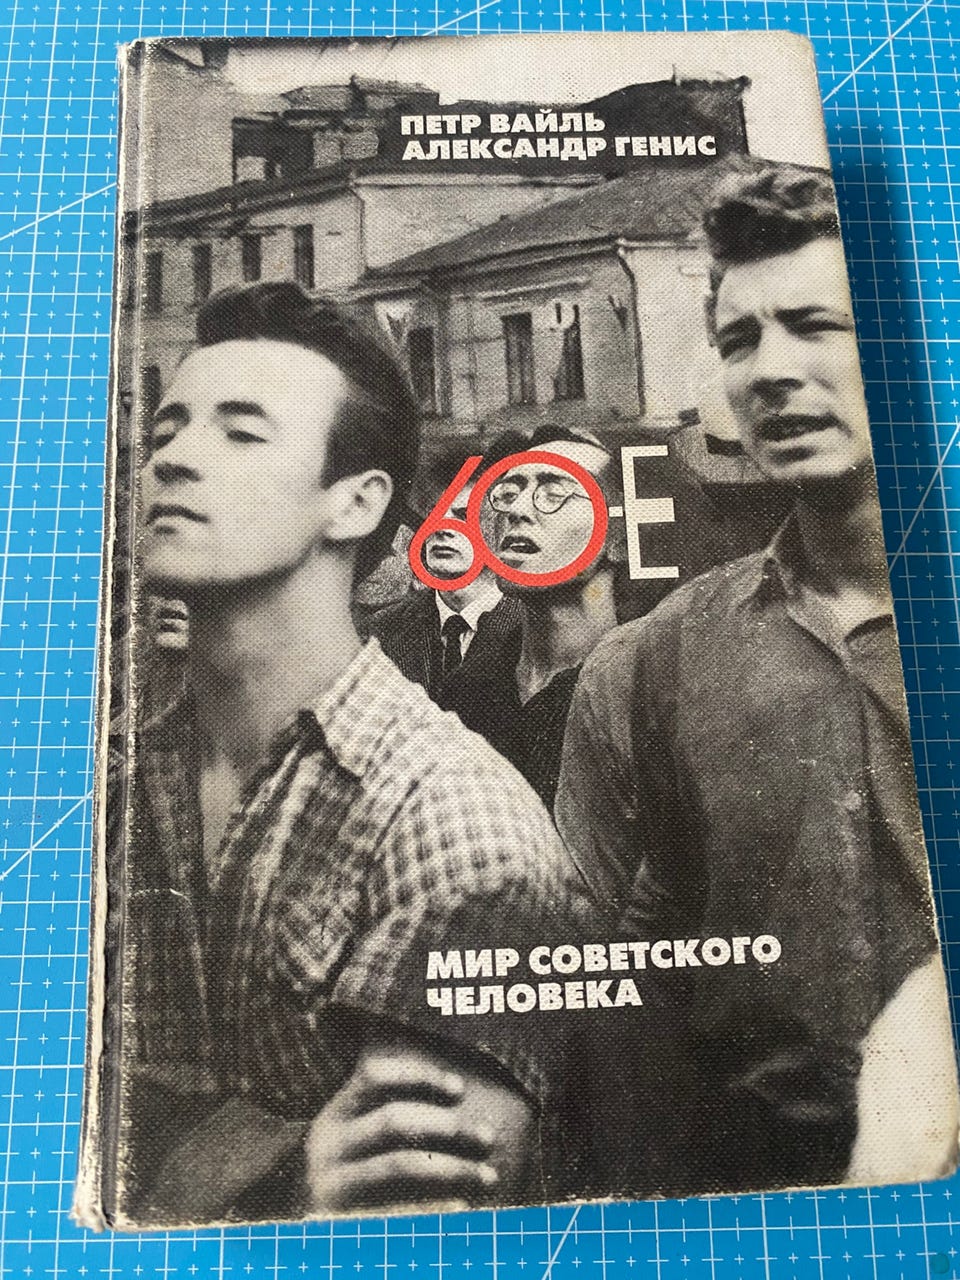 ПЕТР ВАЙЛЬ
АЛЕКСАНДР ГЕНИС
60-Е
МИР СОВЕТСКОГО
ЧЕЛОВЕКА